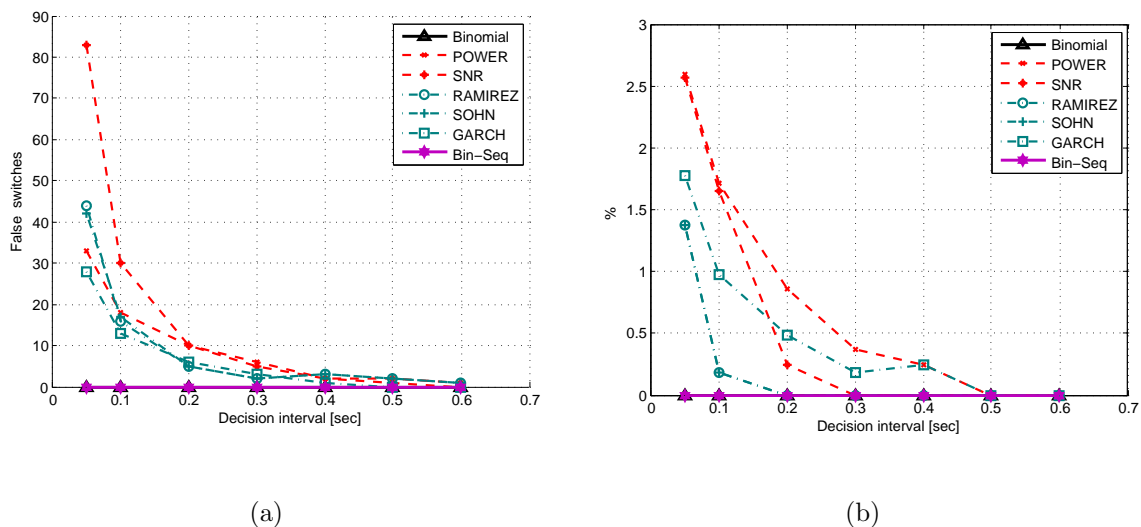 90
80
70
60
50
40
30
20
10
0
False switches
0 0.1 0.2 0.3 0.4 0.5 0.6 0.7
Decision interval [sec]
Binomial
POWER
SNR
RAMIREZ
SOHN
GARCH
Bin−Seq
(a)
3
2.5
2
1.5
1
0.5
0
%
0 0.1 0.2 0.3 0.4 0.5 0.6 0.7
Decision interval [sec]
Binomial
POWER
SNR
RAMIREZ
SOHN
GARCH
Bin−Seq
(b)